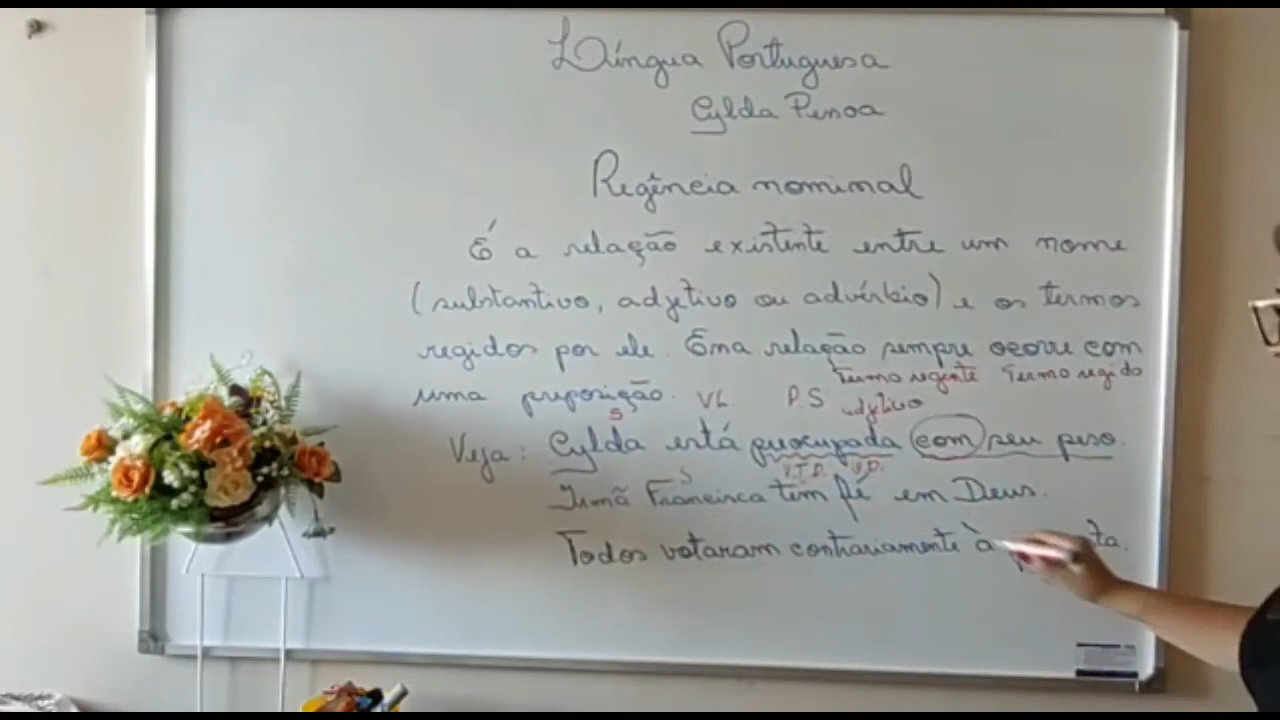 Língua Portuguesa
Cylda Pessoa
Regência nominal
É a relação existente entre um nome
(substantivo, adjetivo ou advérbio) e os termos
regidos por ele. Essa relação sempre ocorre com
Termo regente Termo regido
uma preposição. VL P.S adjetivo
S
Veja: Cylda está preocupada com seu peso.
S V.T.D. O.D.
Irmã Francisca tem fé em Deus.
Todos votaram contrariamente à